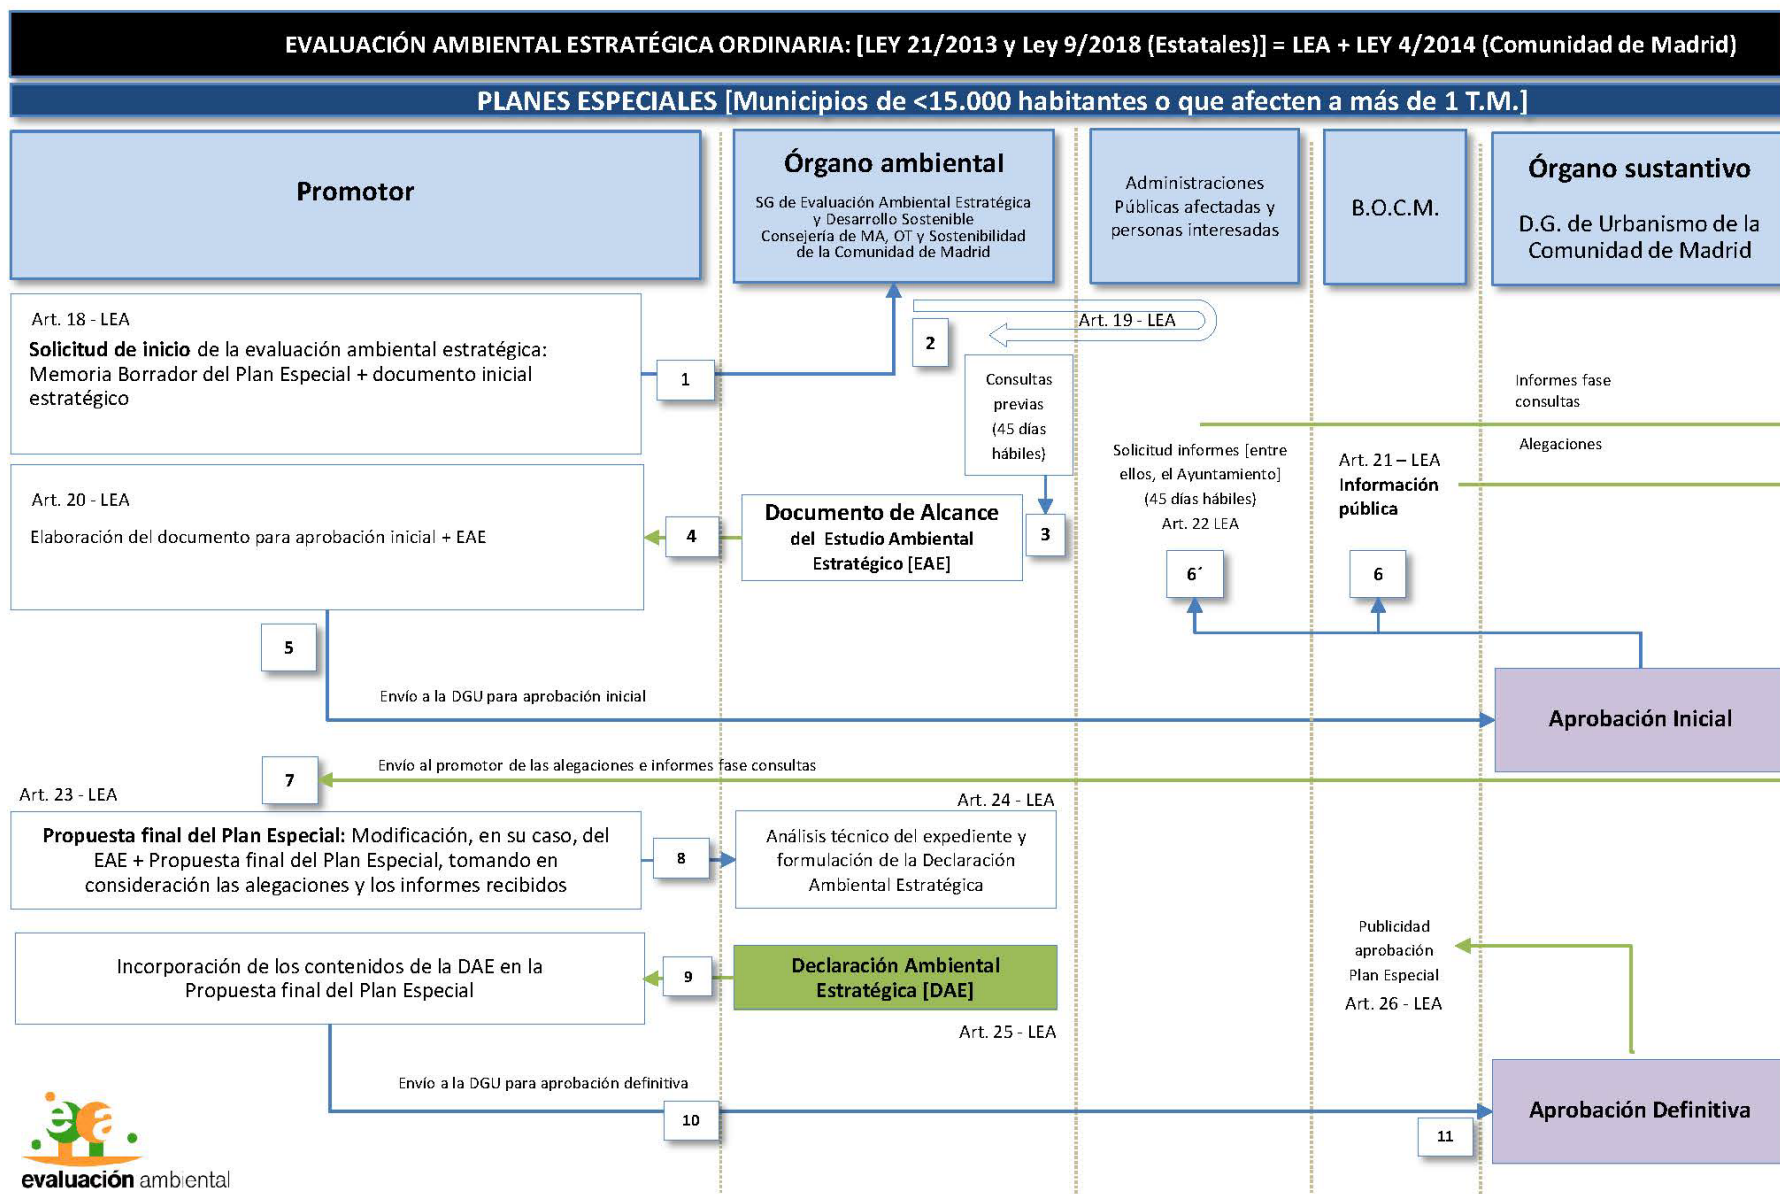 EVALUACIÓN AMBIENTAL ESTRATÉGICA ORDINARIA: [LEY 21/2013 y Ley 9/2018 (Estatales)] = LEA + LEY 4/2014 (Comunidad de Madrid)
PLANES ESPECIALES [Municipios de <15.000 habitantes o que afecten a más de 1 T.M.]
Promotor
Órgano ambiental
SG de Evaluación Ambiental Estratégica
y Desarrollo Sostenible
Consejería de MA, OT y Sostenibilidad
de la Comunidad de Madrid
Administraciones
Públicas afectadas y
personas interesadas
B.O.C.M.
Órgano sustantivo
D.G. de Urbanismo de la
Comunidad de Madrid
Art. 18 - LEA
Solicitud de inicio de la evaluación ambiental estratégica:
Memoria Borrador del Plan Especial + documento inicial
estratégico
1
2
Art. 19 - LEA
Consultas
previas
(45 días
hábiles)
Informes fase
consultas
Alegaciones
Solicitud informes [entre
ellos, el Ayuntamiento]
(45 días hábiles)
Art. 22 LEA
Art. 21 – LEA
Información
pública
Art. 20 - LEA
Elaboración del documento para aprobación inicial + EAE
4
Documento de Alcance
del Estudio Ambiental
Estratégico [EAE]
3
6´
6
5
Envío a la DGU para aprobación inicial
Aprobación Inicial
7
Envío al promotor de las alegaciones e informes fase consultas
Art. 23 - LEA
Propuesta final del Plan Especial: Modificación, en su caso, del
EAE + Propuesta final del Plan Especial, tomando en
consideración las alegaciones y los informes recibidos
8
Art. 24 - LEA
Análisis técnico del expediente y
formulación de la Declaración
Ambiental Estratégica
Incorporación de los contenidos de la DAE en la
Propuesta final del Plan Especial
9
Declaración Ambiental
Estratégica [DAE]
Art. 25 - LEA
Publicidad
aprobación
Plan Especial
Art. 26 - LEA
Envío a la DGU para aprobación definitiva
10
11
Aprobación Definitiva
ea
evaluación ambiental